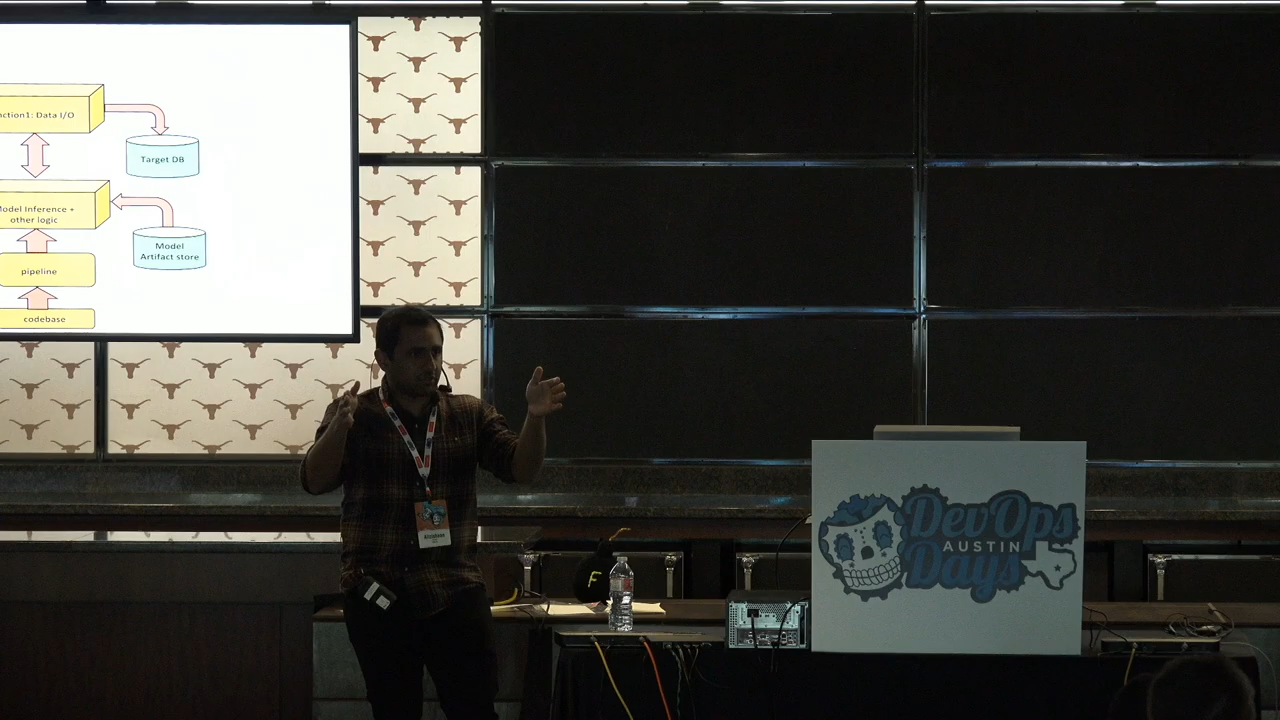 nction1: Data I/O
Target DB
Model Inference +
other logic
Model
Artifact store
pipeline
codebase
F
DevOps
AUSTIN
Days